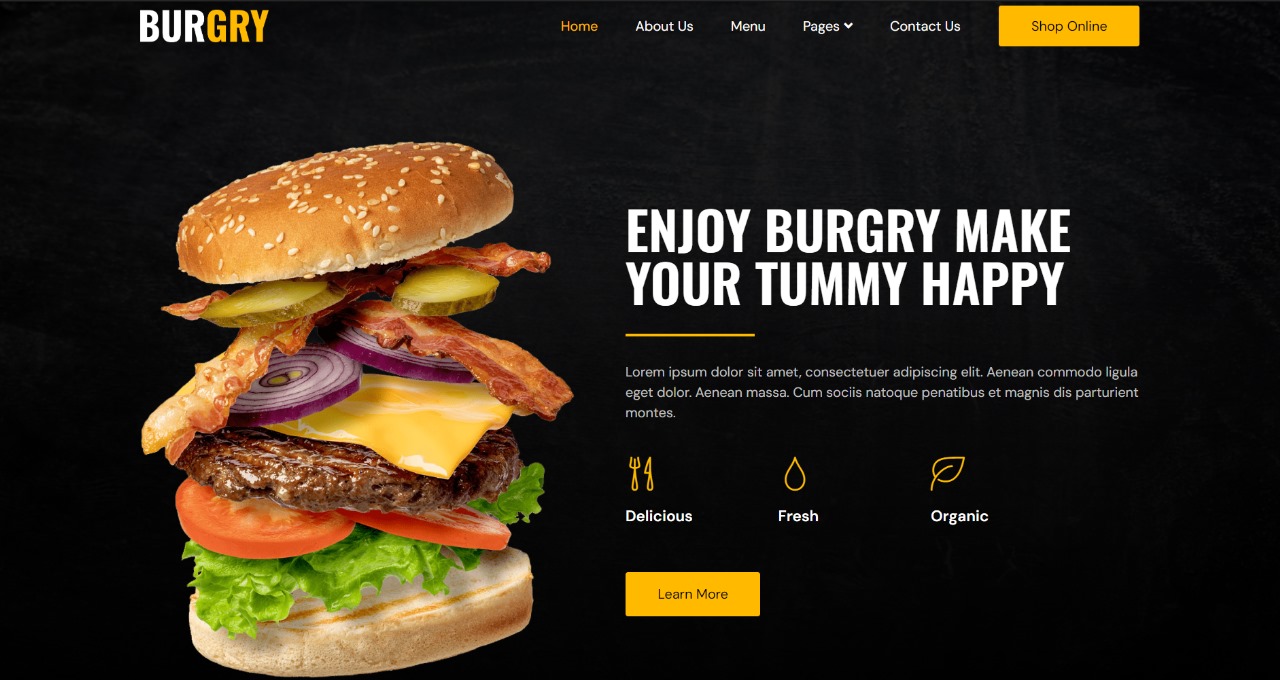 BURGRY
Home About Us Menu Pages Contact Us Shop Online
ENJOY BURGRY MAKE
YOUR TUMMY HAPPY
Lorem ipsum dolor sit amet, consectetuer adipiscing elit. Aenean commodo ligula
eget dolor. Aenean massa. Cum sociis natoque penatibus et magnis dis parturient
montes.
Delicious Fresh Organic
Learn More